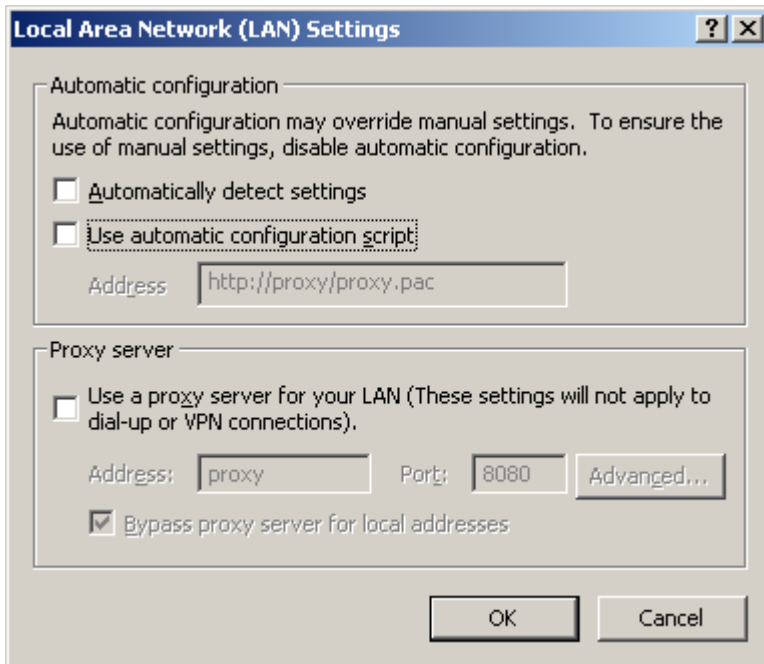 Local Area Network (LAN) Settings
Automatic configuration
Automatic configuration may override manual settings. To ensure the
use of manual settings, disable automatic configuration.
Automatically detect settings
Use automatic configuration script
Address http://proxy/proxy.pac
Proxy server
Use a proxy server for your LAN (These settings will not apply to
dial-up or VPN connections).
Address: proxy Port: 8080 Advanced...
Bypass proxy server for local addresses
OK Cancel